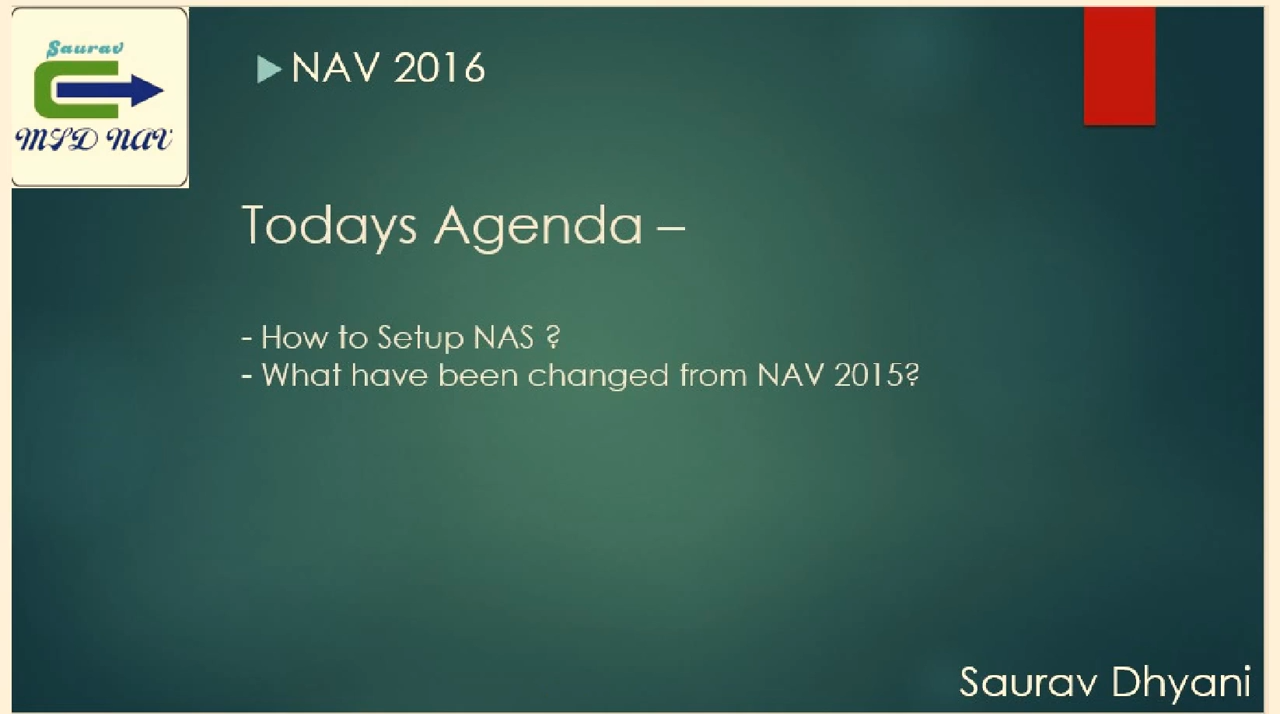 Saurav
MSD NAV
NAV 2016
Todays Agenda –
- How to Setup NAS ?
- What have been changed from NAV 2015?
Saurav Dhyani